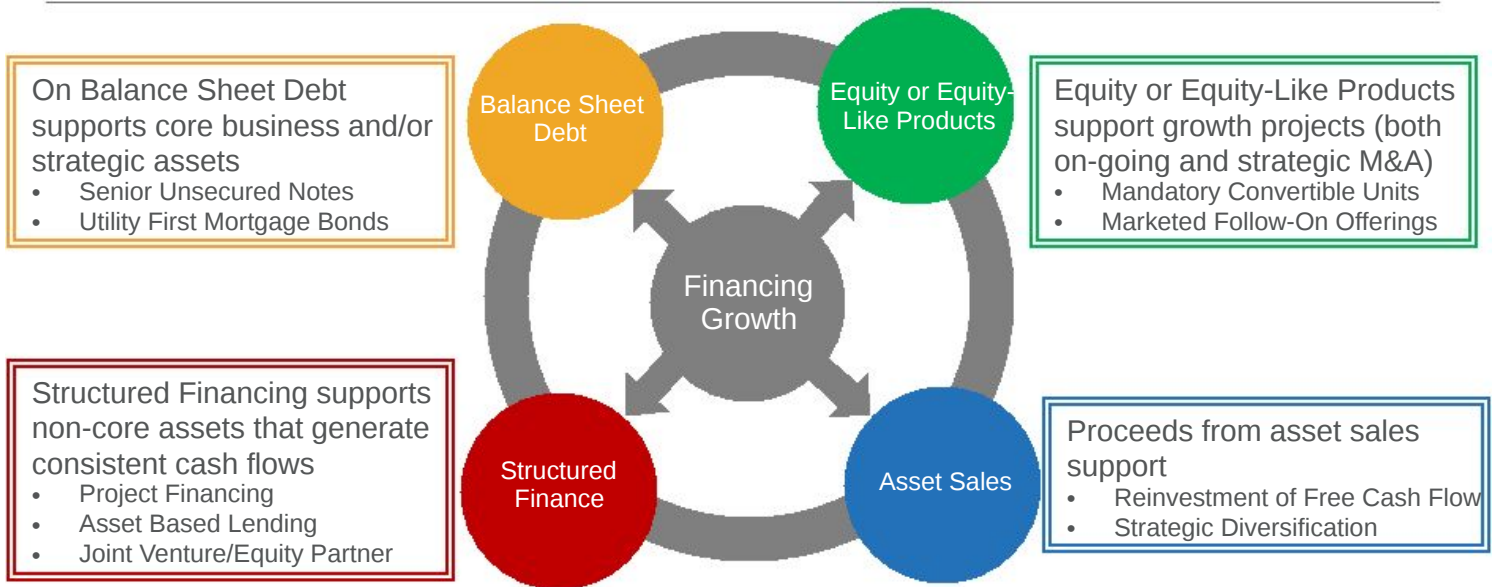 On Balance Sheet Debt
supports core business and/or
strategic assets
• Senior Unsecured Notes
• Utility First Mortgage Bonds
Balance Sheet
Debt
Equity or Equity-
Like Products
Equity or Equity-Like Products
support growth projects (both
on-going and strategic M&A)
• Mandatory Convertible Units
• Marketed Follow-On Offerings
Financing
Growth
Structured Financing supports
non-core assets that generate
consistent cash flows
• Project Financing
• Asset Based Lending
• Joint Venture/Equity Partner
Structured
Finance
Asset Sales
Proceeds from asset sales
support
• Reinvestment of Free Cash Flow
• Strategic Diversification